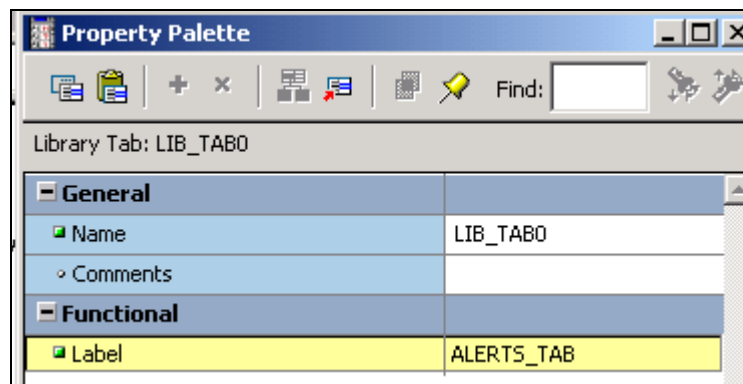 Property Palette
Find:
Library Tab: LIB_TAB0
General
Name LIB_TAB0
Comments
Functional
Label ALERTS_TAB